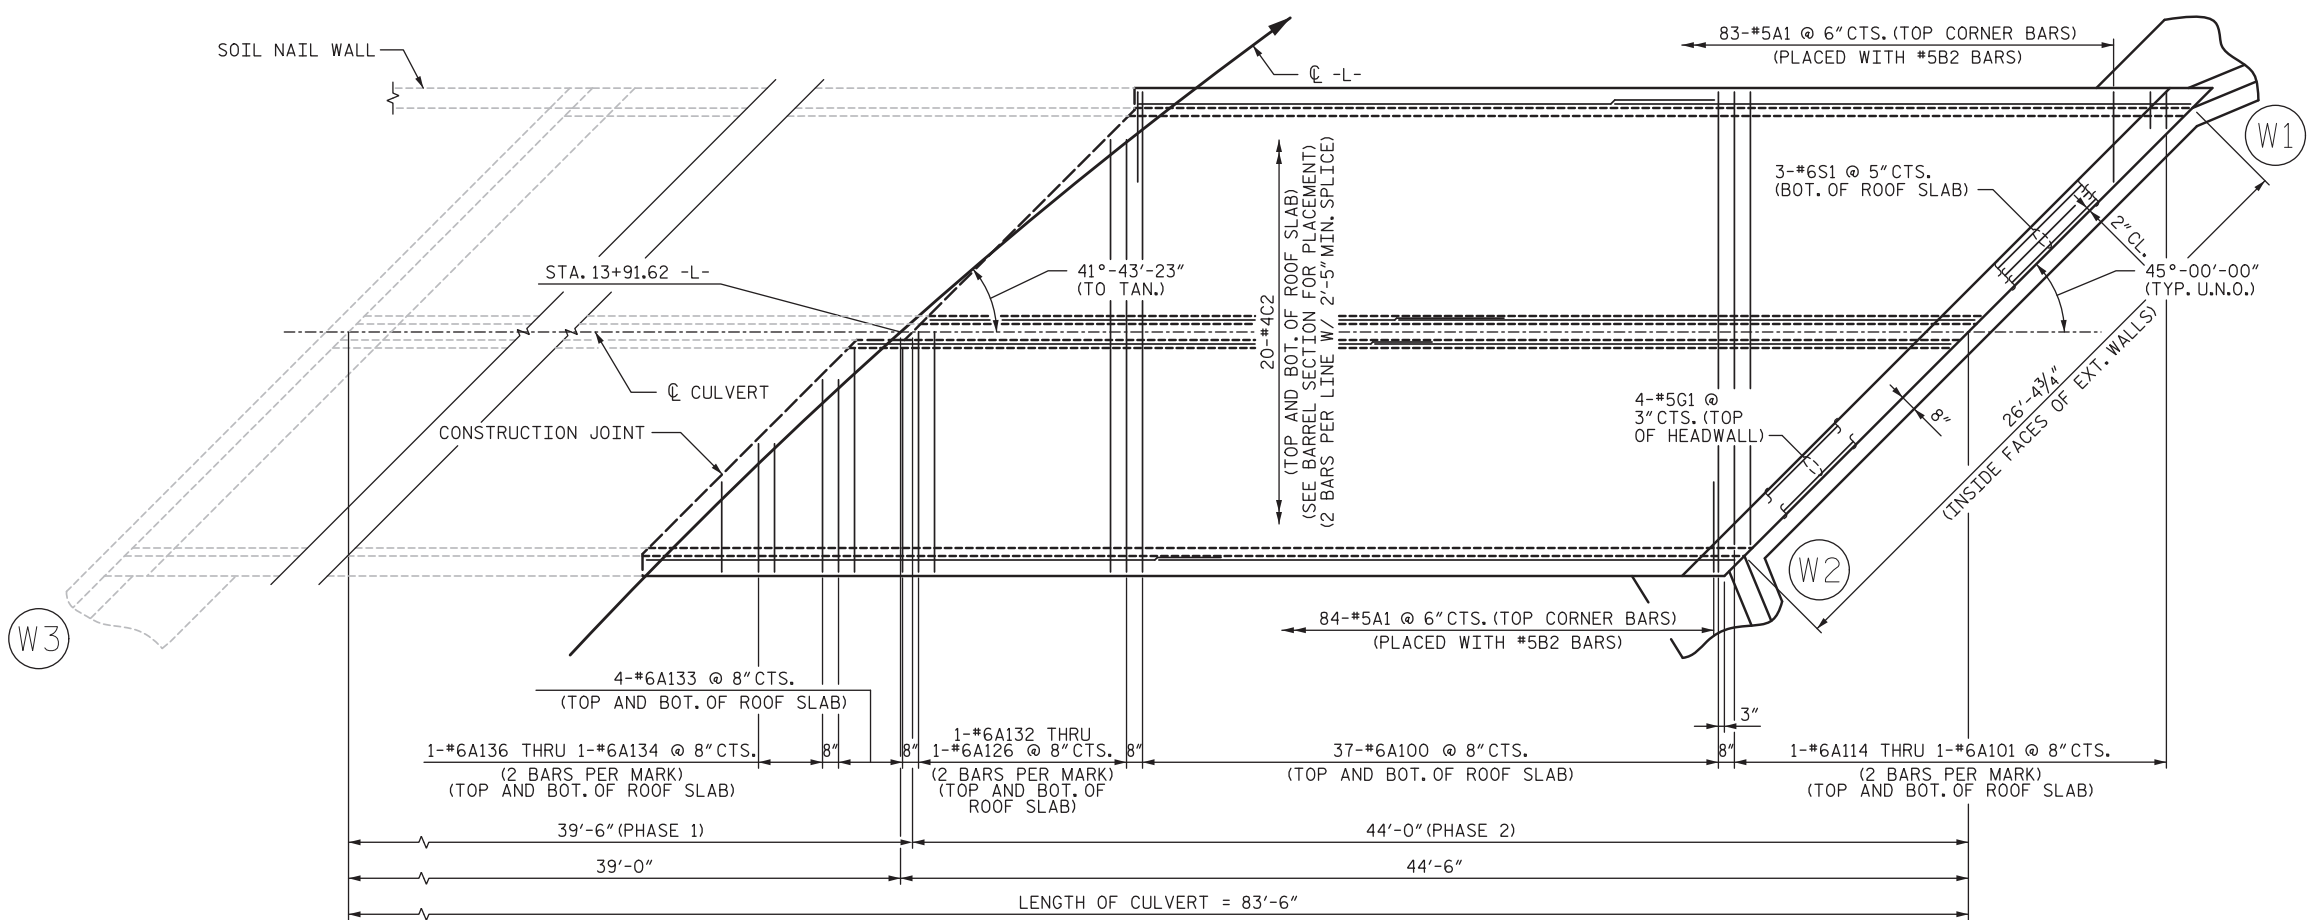 SOIL NAIL WALL
℄ -L-
83-#5A1 @ 6" CTS. (TOP CORNER BARS)
(PLACED WITH #5B2 BARS)
W1
3-#6S1 @ 5" CTS.
(BOT. OF ROOF SLAB)
2" CL.
45°-00'-00"
(TYP. U.N.O.)
STA. 13+91.62 -L-
41°-43'-23"
(TO TAN.)
20-#4C2
(TOP AND BOT. OF ROOF SLAB)
(SEE BARREL SECTION FOR PLACEMENT)
(2 BARS PER LINE W/ 2'-5" MIN. SPLICE)
℄ CULVERT
CONSTRUCTION JOINT
4-#5G1 @
3" CTS. (TOP
OF HEADWALL)
8"
26'-4¾"
(INSIDE FACES OF EXT. WALLS)
W2
W3
84-#5A1 @ 6" CTS. (TOP CORNER BARS)
(PLACED WITH #5B2 BARS)
4-#6A133 @ 8" CTS.
(TOP AND BOT. OF ROOF SLAB)
3"
1-#6A136 THRU 1-#6A134 @ 8" CTS.
(2 BARS PER MARK)
(TOP AND BOT. OF ROOF SLAB)
8"
8"
1-#6A132 THRU
1-#6A126 @ 8" CTS.
(2 BARS PER MARK)
(TOP AND BOT. OF
ROOF SLAB)
8"
37-#6A100 @ 8" CTS.
(TOP AND BOT. OF ROOF SLAB)
8"
1-#6A114 THRU 1-#6A101 @ 8" CTS.
(2 BARS PER MARK)
(TOP AND BOT. OF ROOF SLAB)
39'-6" (PHASE 1)
44'-0" (PHASE 2)
39'-0"
44'-6"
LENGTH OF CULVERT = 83'-6"